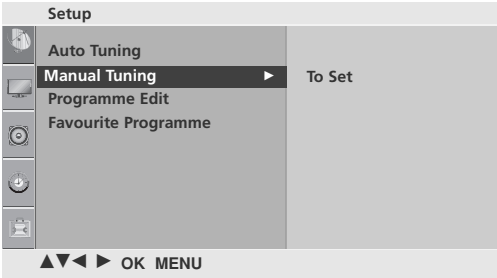 Setup
Auto Tuning
Manual Tuning ► To Set
Programme Edit
Favourite Programme
▲▼◄ ► OK MENU